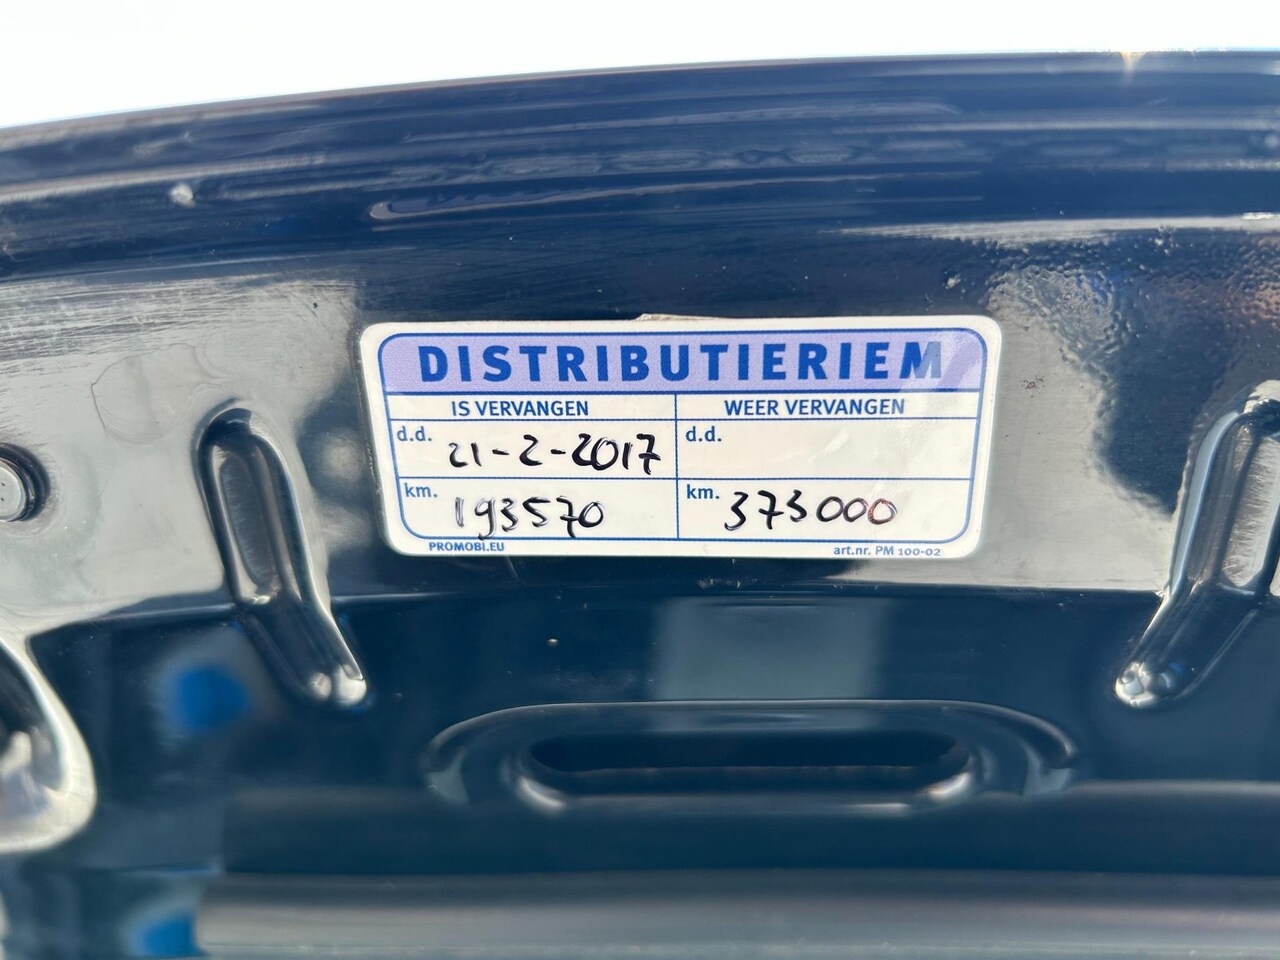 DISTRIBUTIERIEM
IS VERVANGEN
WEER VERVANGEN
d.d. 21-2-2017
d.d.
km. 193570
km. 373000
PROMOBI.EU
art.nr. PM 100-02